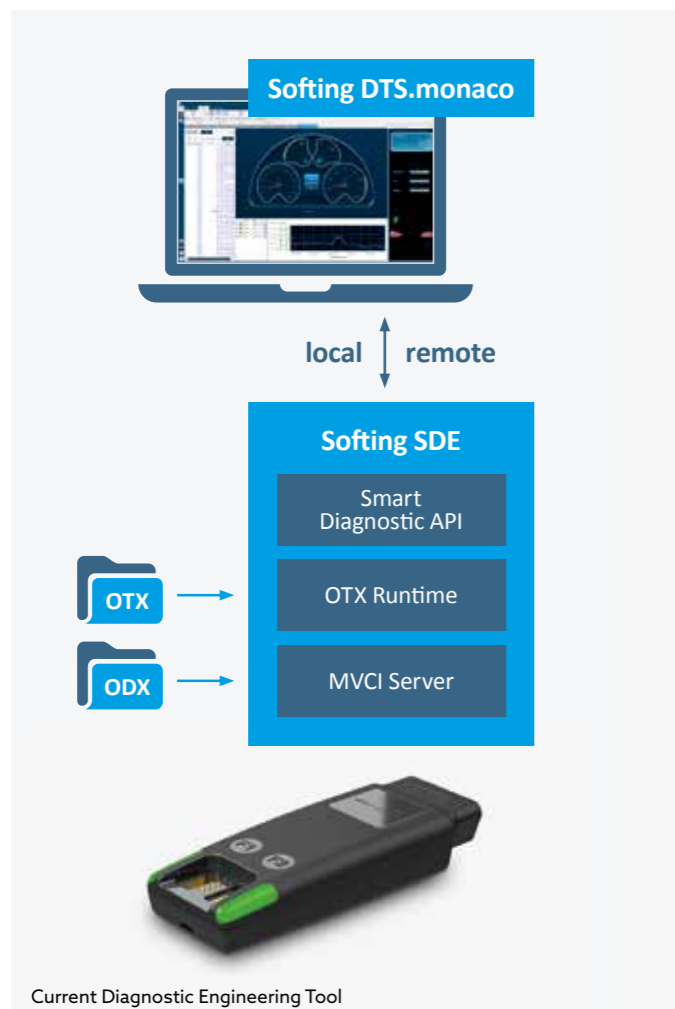 Softing DTS.monaco
local remote
Softing SDE
Smart
Diagnostic API
OTX
OTX Runtime
ODX
MVCI Server
Current Diagnostic Engineering Tool